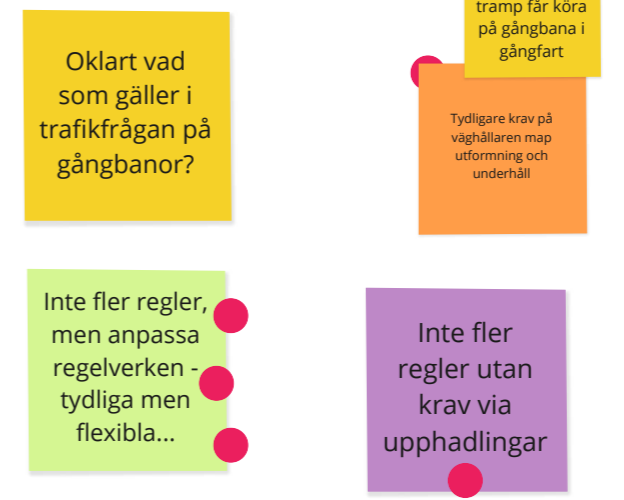 Oklart vad
som gäller i
trafikfrågan på
gångbanor?
tramp får köra
på gångbana i
gångfart
Tydligare krav på
väghållaren map
utformning och
underhåll
Inte fler regler,
men anpassa
regelverken -
tydliga men
flexibla...
Inte fler
regler utan
krav via
upphadlingar